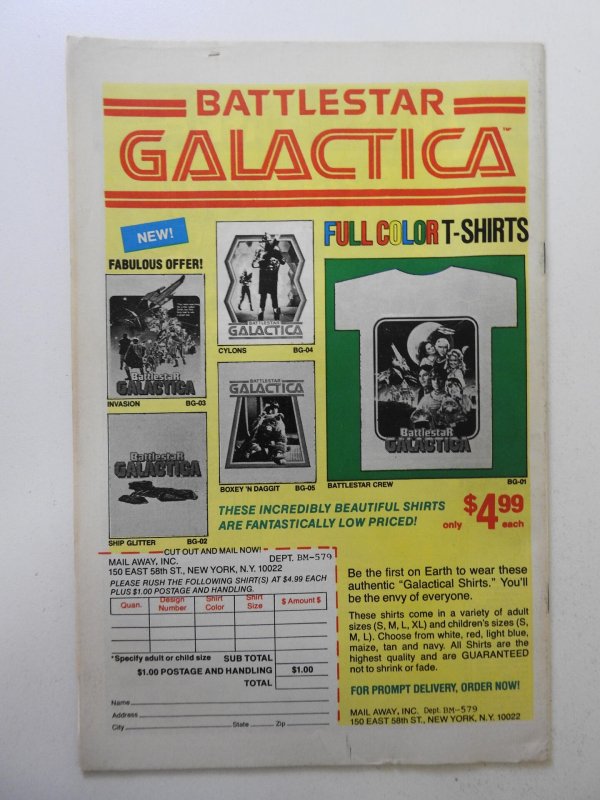 BATTLESTAR
GALACTICA™
NEW!
FABULOUS OFFER!
FULL COLOR T-SHIRTS
BATTLESTAR
GALACTICA
CYLONS BG-04
Battlestar
GALACTICA
INVASION BG-03
BATTLESTAR
GALACTICA
BOXEY 'N DAGGIT BG-05
Battlestar
GALACTICA
SHIP GLITTER BG-02
Battlestar
GALACTICA
BATTLESTAR CREW BG-01
THESE INCREDIBLY BEAUTIFUL SHIRTS
ARE FANTASTICALLY LOW PRICED!
only $4.99 each
CUT OUT AND MAIL NOW!
MAIL AWAY, INC. DEPT. BM-579
150 EAST 58th ST., NEW YORK, N.Y. 10022
PLEASE RUSH THE FOLLOWING SHIRT(S) AT $4.99 EACH
PLUS $1.00 POSTAGE AND HANDLING.
Quan. Design Number Shirt Color Shirt Size $ Amount $
*Specify adult or child size SUB TOTAL
$1.00 POSTAGE AND HANDLING $1.00
TOTAL
Name
Address
City State Zip
Be the first on Earth to wear these
authentic "Galactical Shirts." You'll
be the envy of everyone.
These shirts come in a variety of adult
sizes (S, M, L, XL) and children's sizes (S,
M, L). Choose from white, red, light blue,
maize, tan and navy. All Shirts are the
highest quality and are GUARANTEED
not to shrink or fade.
FOR PROMPT DELIVERY, ORDER NOW!
MAIL AWAY, INC. Dept. BM-579
150 EAST 58th ST., NEW YORK, N.Y. 10022